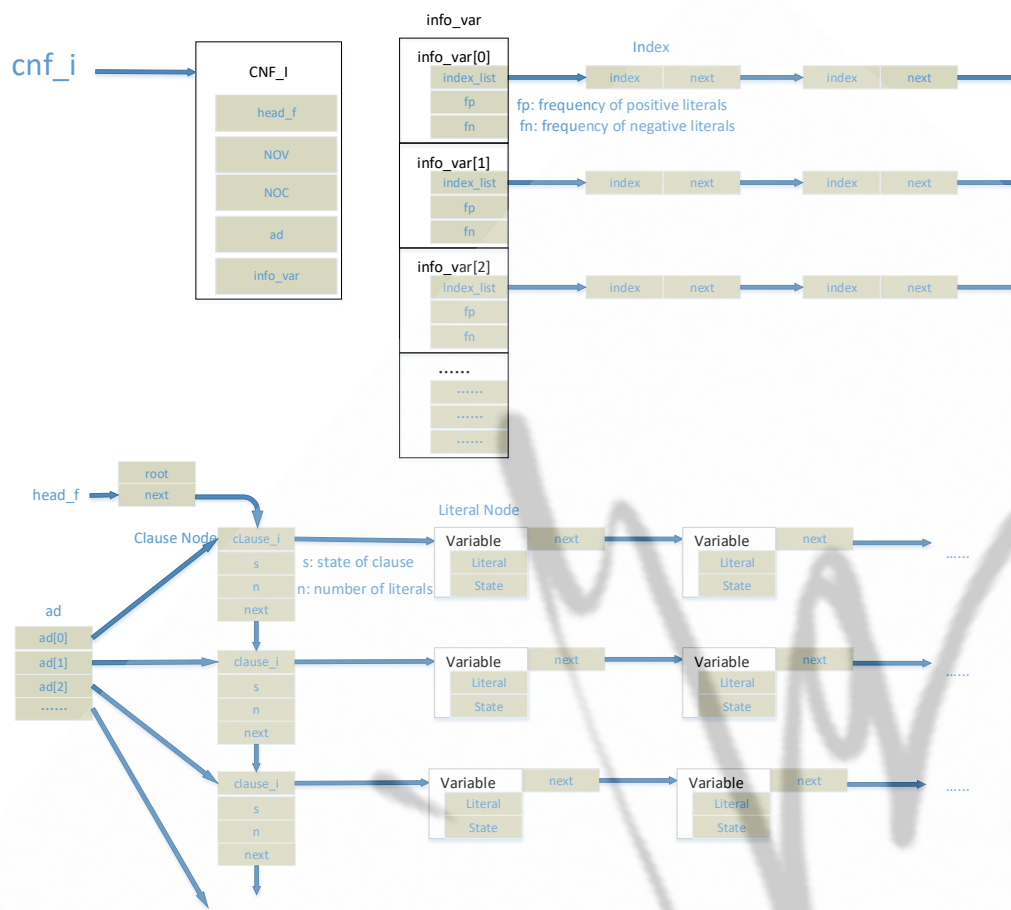 cnf_i
CNF_I
head_f
NOV
NOC
ad
info_var
info_var
info_var[0]
index_list
fp
fn
info_var[1]
index_list
fp
fn
info_var[2]
index_list
fp
fn
......
......
......
......
Index
index next index next
fp: frequency of positive literals
fn: frequency of negative literals
index next index next
index next index next
head_f
root
next
Clause Node
clause_i
s
n
next
s: state of clause
n: number of literals
Literal Node
Variable next Variable next ......
Literal Literal
State State
ad
ad[0]
ad[1]
ad[2]
......
clause_i
s
n
next
Variable next Variable next ......
Literal Literal
State State
clause_i
s
n
next
Variable next Variable next ......
Literal Literal
State State